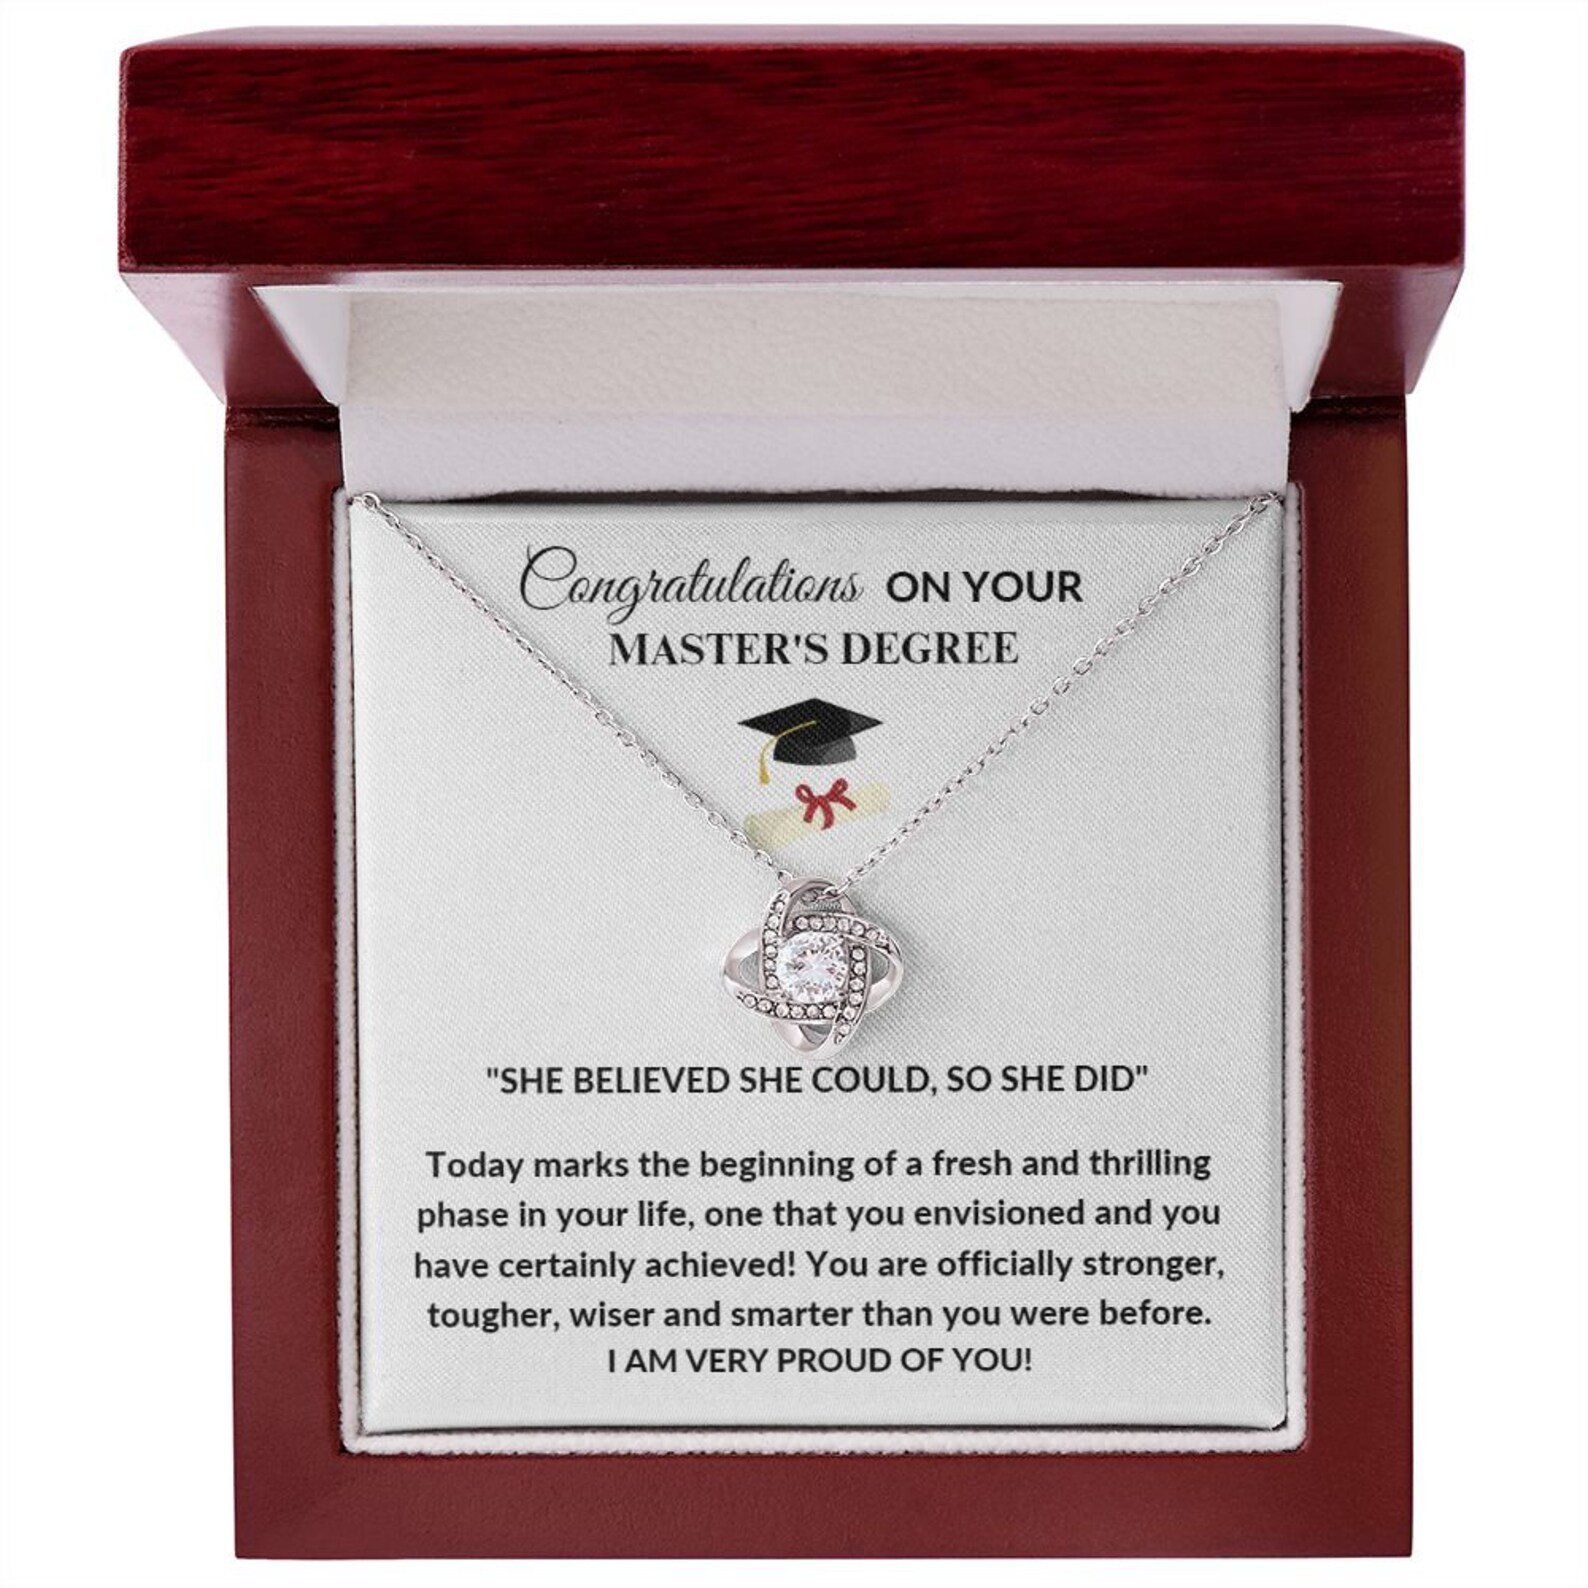 Congratulations ON YOUR
MASTER'S DEGREE
"SHE BELIEVED SHE COULD, SO SHE DID"
Today marks the beginning of a fresh and thrilling
phase in your life, one that you envisioned and you
have certainly achieved! You are officially stronger,
tougher, wiser and smarter than you were before.
I AM VERY PROUD OF YOU!